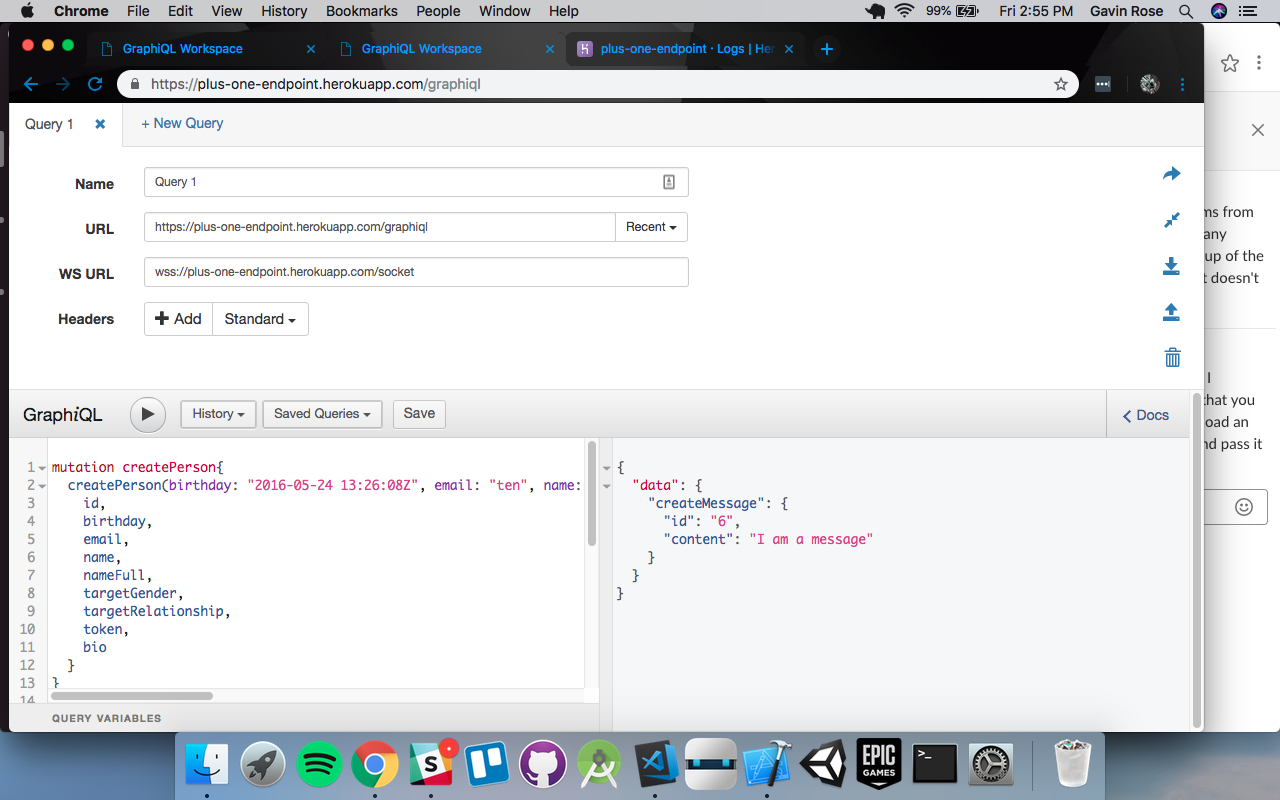 Chrome File Edit View History Bookmarks People Window Help 99% Fri 2:55 PM Gavin Rose
GraphiQL Workspace GraphiQL Workspace plus-one-endpoint · Logs | Her
https://plus-one-endpoint.herokuapp.com/graphiql
Query 1 + New Query
Name Query 1
URL https://plus-one-endpoint.herokuapp.com/graphiql Recent
WS URL wss://plus-one-endpoint.herokuapp.com/socket
Headers Add Standard
ms from
any
up of the
t doesn't
I
hat you
oad an
nd pass it
GraphiQL History Saved Queries Save Docs
1 mutation createPerson{
2 createPerson(birthday: "2016-05-24 13:26:08Z", email: "ten", name:
3 id,
4 birthday,
5 email,
6 name,
7 nameFull,
8 targetGender,
9 targetRelationship,
10 token,
11 bio
12 }
13 }
14
QUERY VARIABLES
{
"data": {
"createMessage": {
"id": "6",
"content": "I am a message"
}
}
}
S
EPIC
GAMES
>_